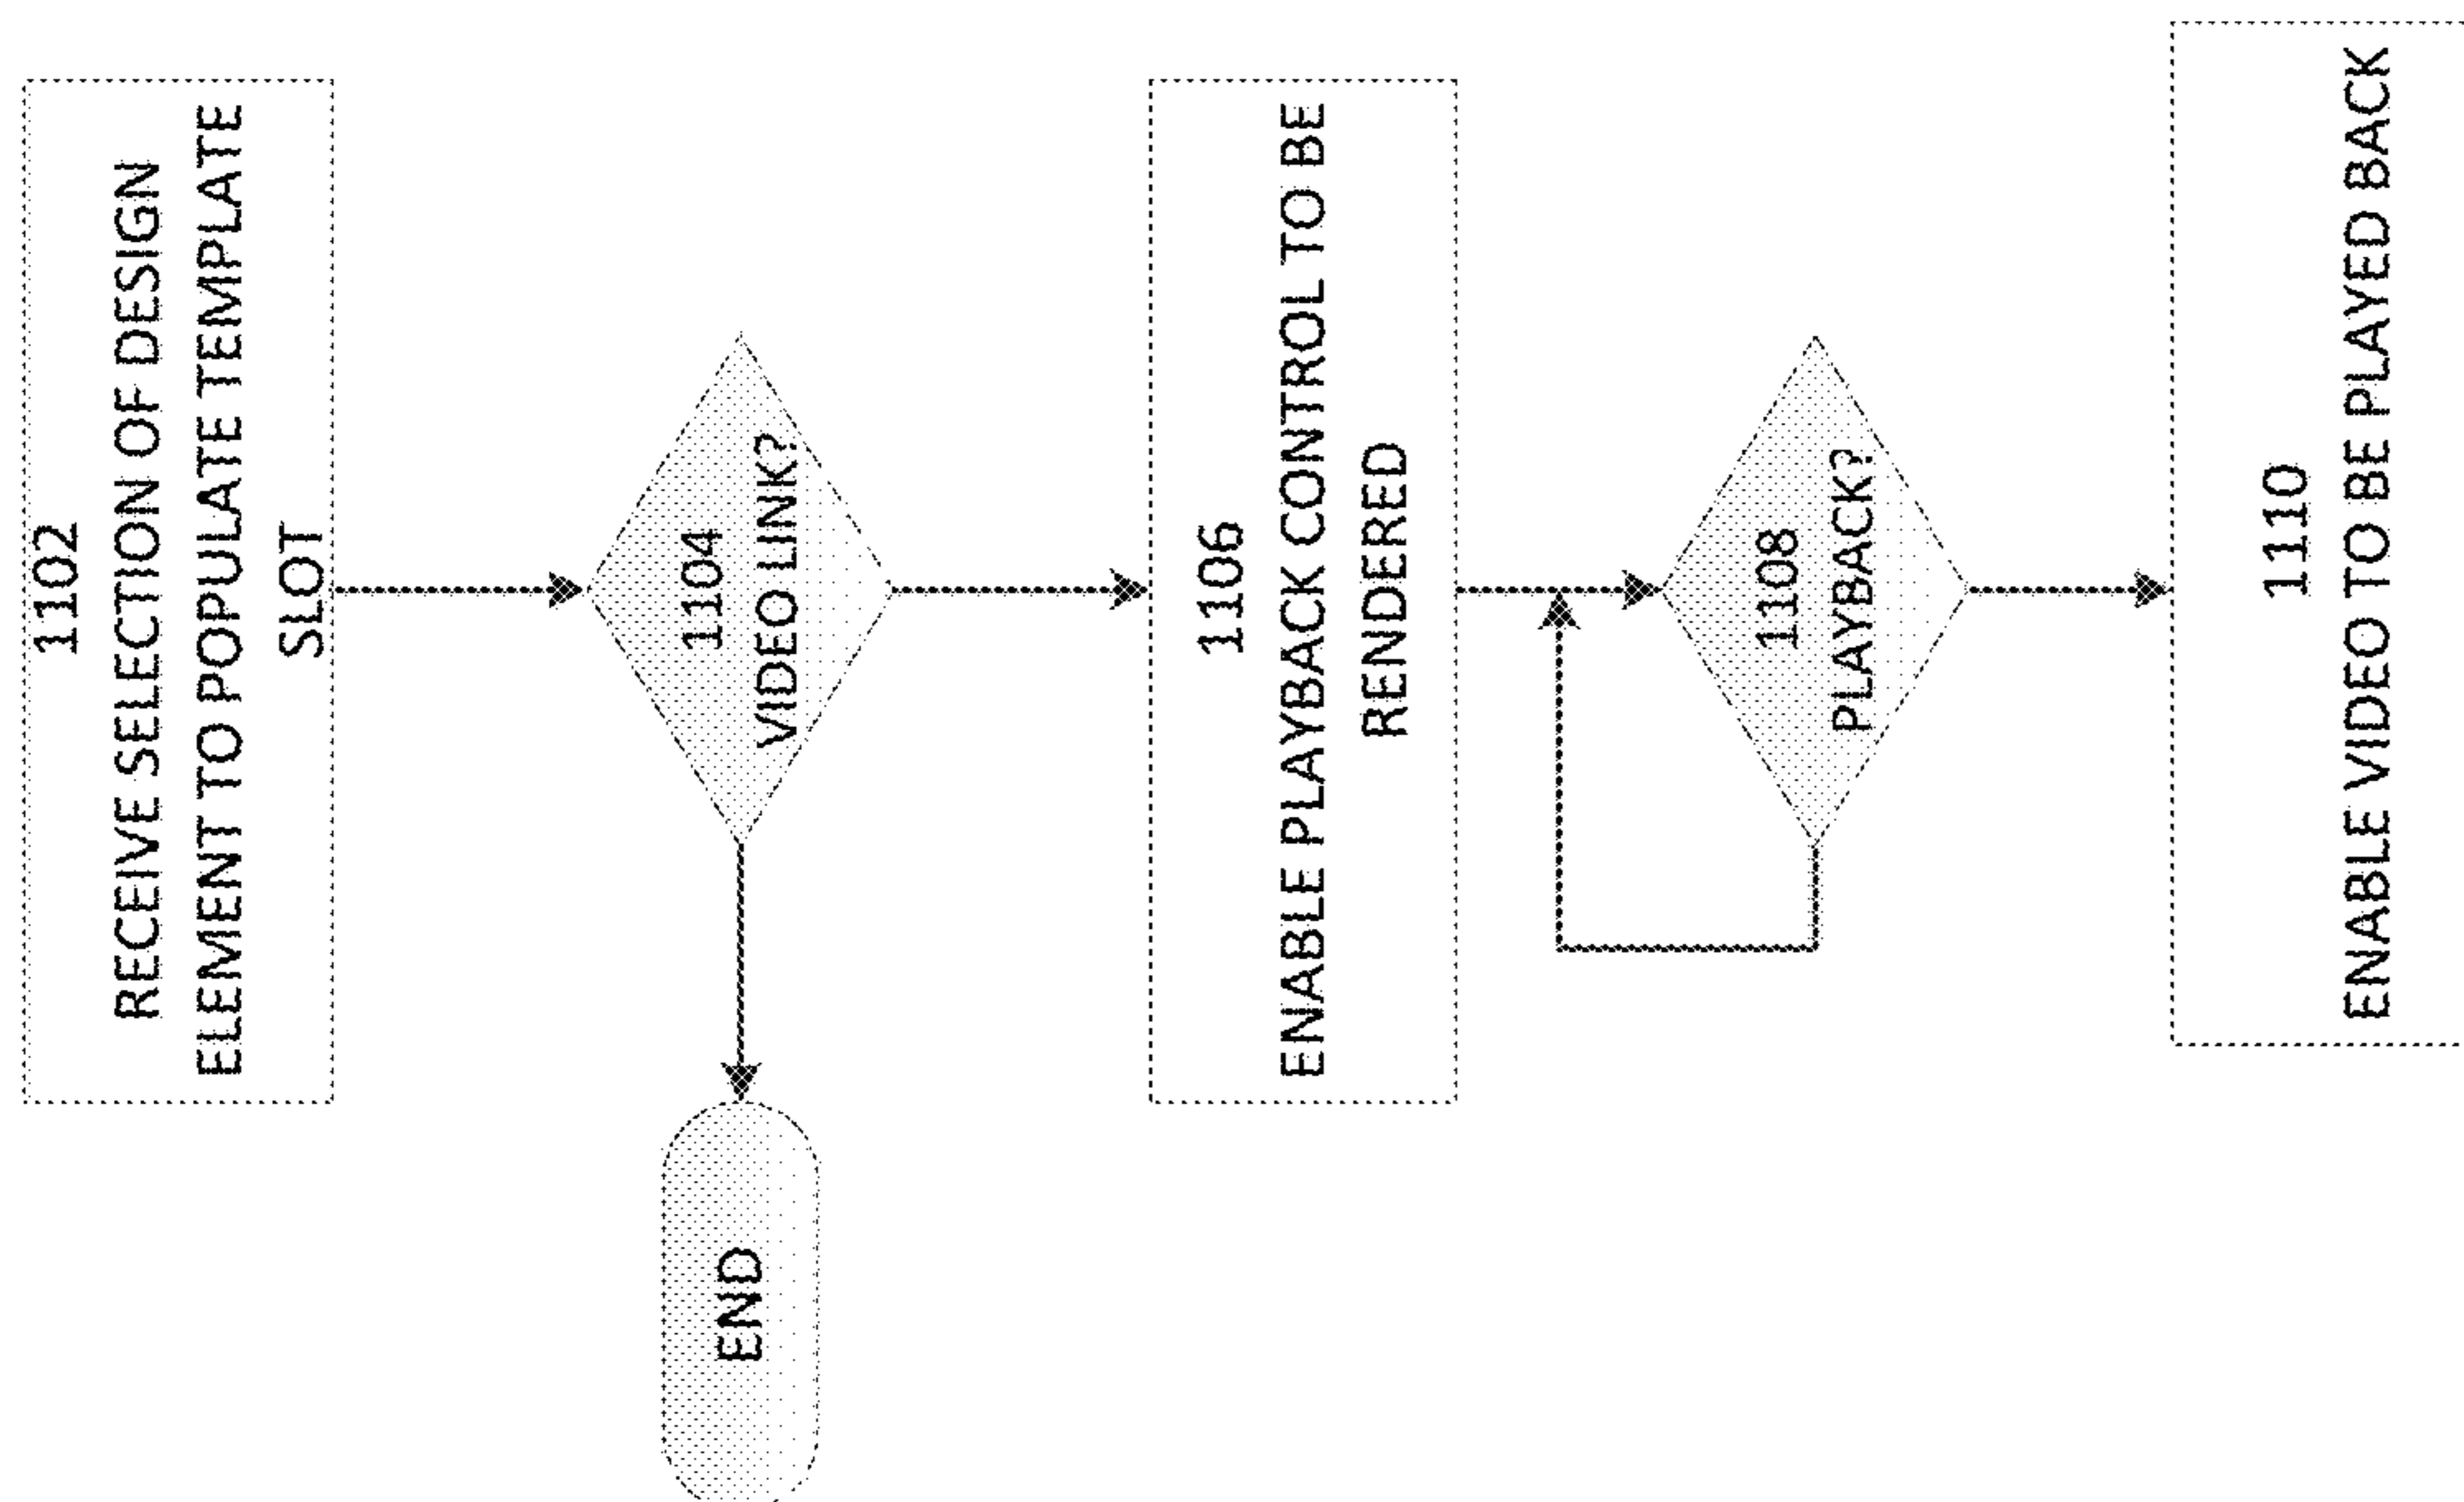 1102
RECEIVE SELECTION OF DESIGN
ELEMENT TO POPULATE TEMPLATE
SLOT
1104
VIDEO LINK?
END
1106
ENABLE PLAYBACK CONTROL TO BE
RENDERED
1108
PLAYBACK?
1110
ENABLE VIDEO TO BE PLAYED BACK